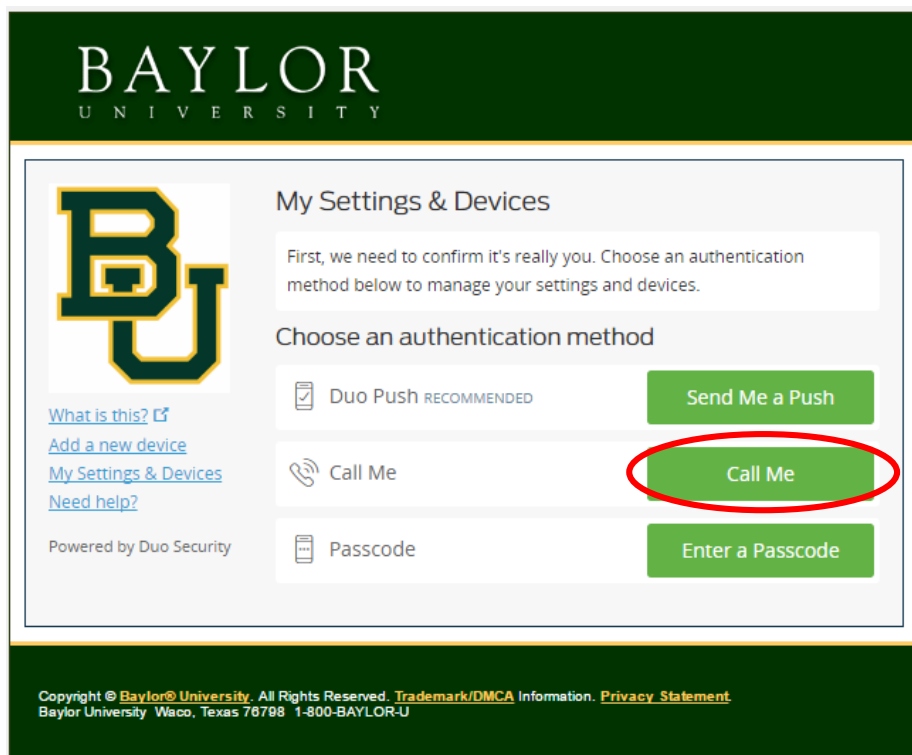 BAYLOR
UNIVERSITY
BU
My Settings & Devices
First, we need to confirm it's really you. Choose an authentication
method below to manage your settings and devices.
Choose an authentication method
Duo Push RECOMMENDED
Send Me a Push
Call Me
Call Me
Passcode
Enter a Passcode
What is this?
Add a new device
My Settings & Devices
Need help?
Powered by Duo Security
Copyright © Baylor® University. All Rights Reserved. Trademark/DMCA Information. Privacy Statement.
Baylor University Waco, Texas 76798 1-800-BAYLOR-U